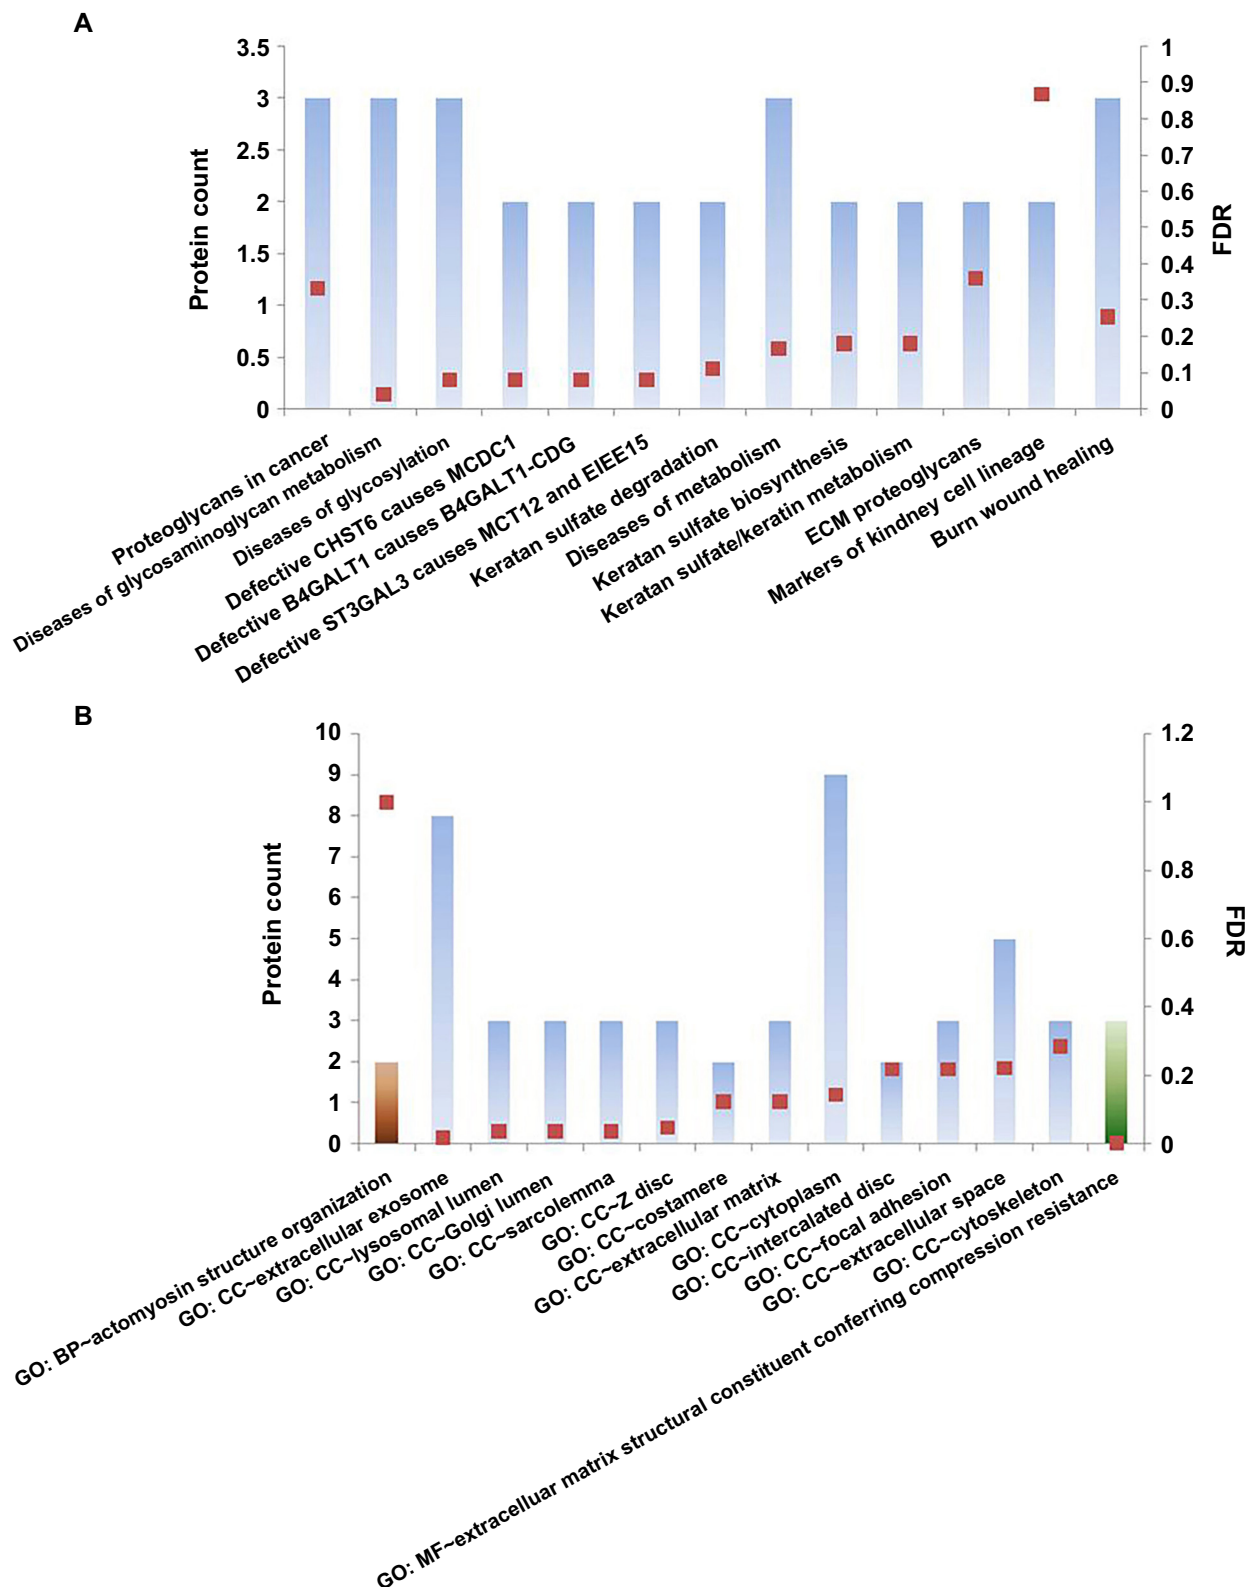 A
3.5
3
2.5
2
1.5
1
0.5
0
Protein count
1
0.9
0.8
0.7
0.6
0.5
0.4
0.3
0.2
0.1
0
FDR
Proteoglycans in cancer
Diseases of glycosaminoglycan metabolism
Diseases of glycosylation
Defective CHST6 causes MCDC1
Defective B4GALT1 causes B4GALT1-CDG
Defective ST3GAL3 causes MCT12 and EIEE15
Keratan sulfate degradation
Diseases of metabolism
Keratan sulfate biosynthesis
Keratan sulfate/keratin metabolism
ECM proteoglycans
Markers of kindney cell lineage
Burn wound healing
B
10
9
8
7
6
5
4
3
2
1
0
Protein count
1.2
1
0.8
0.6
0.4
0.2
0
FDR
GO: BP~actomyosin structure organization
GO: CC~extracellular exosome
GO: CC~lysosomal lumen
GO: CC~Golgi lumen
GO: CC~sarcolemma
GO: CC~Z disc
GO: CC~costamere
GO: CC~extracellular matrix
GO: CC~cytoplasm
GO: CC~intercalated disc
GO: CC~focal adhesion
GO: CC~extracellular space
GO: CC~cytoskeleton
GO: MF~extracelluar matrix structural constituent conferring compression resistance